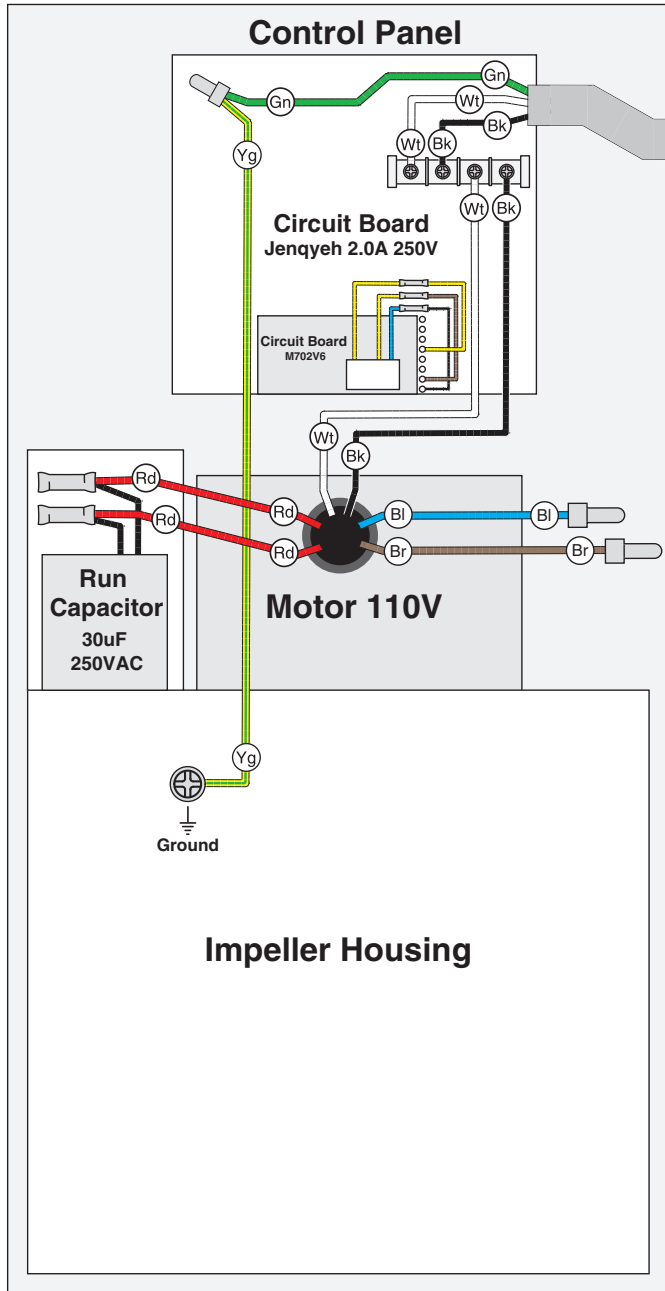 Control Panel
Gn
Gn
Wt
Bk
Wt
Bk
Yg
Wt
Bk
Circuit Board
Jenqyeh 2.0A 250V
Circuit Board
M702V6
Wt
Bk
Rd
Rd
Rd
Rd
Bl
Bl
Br
Br
Run
Capacitor
30uF
250VAC
Motor 110V
Yg
Ground
Impeller Housing